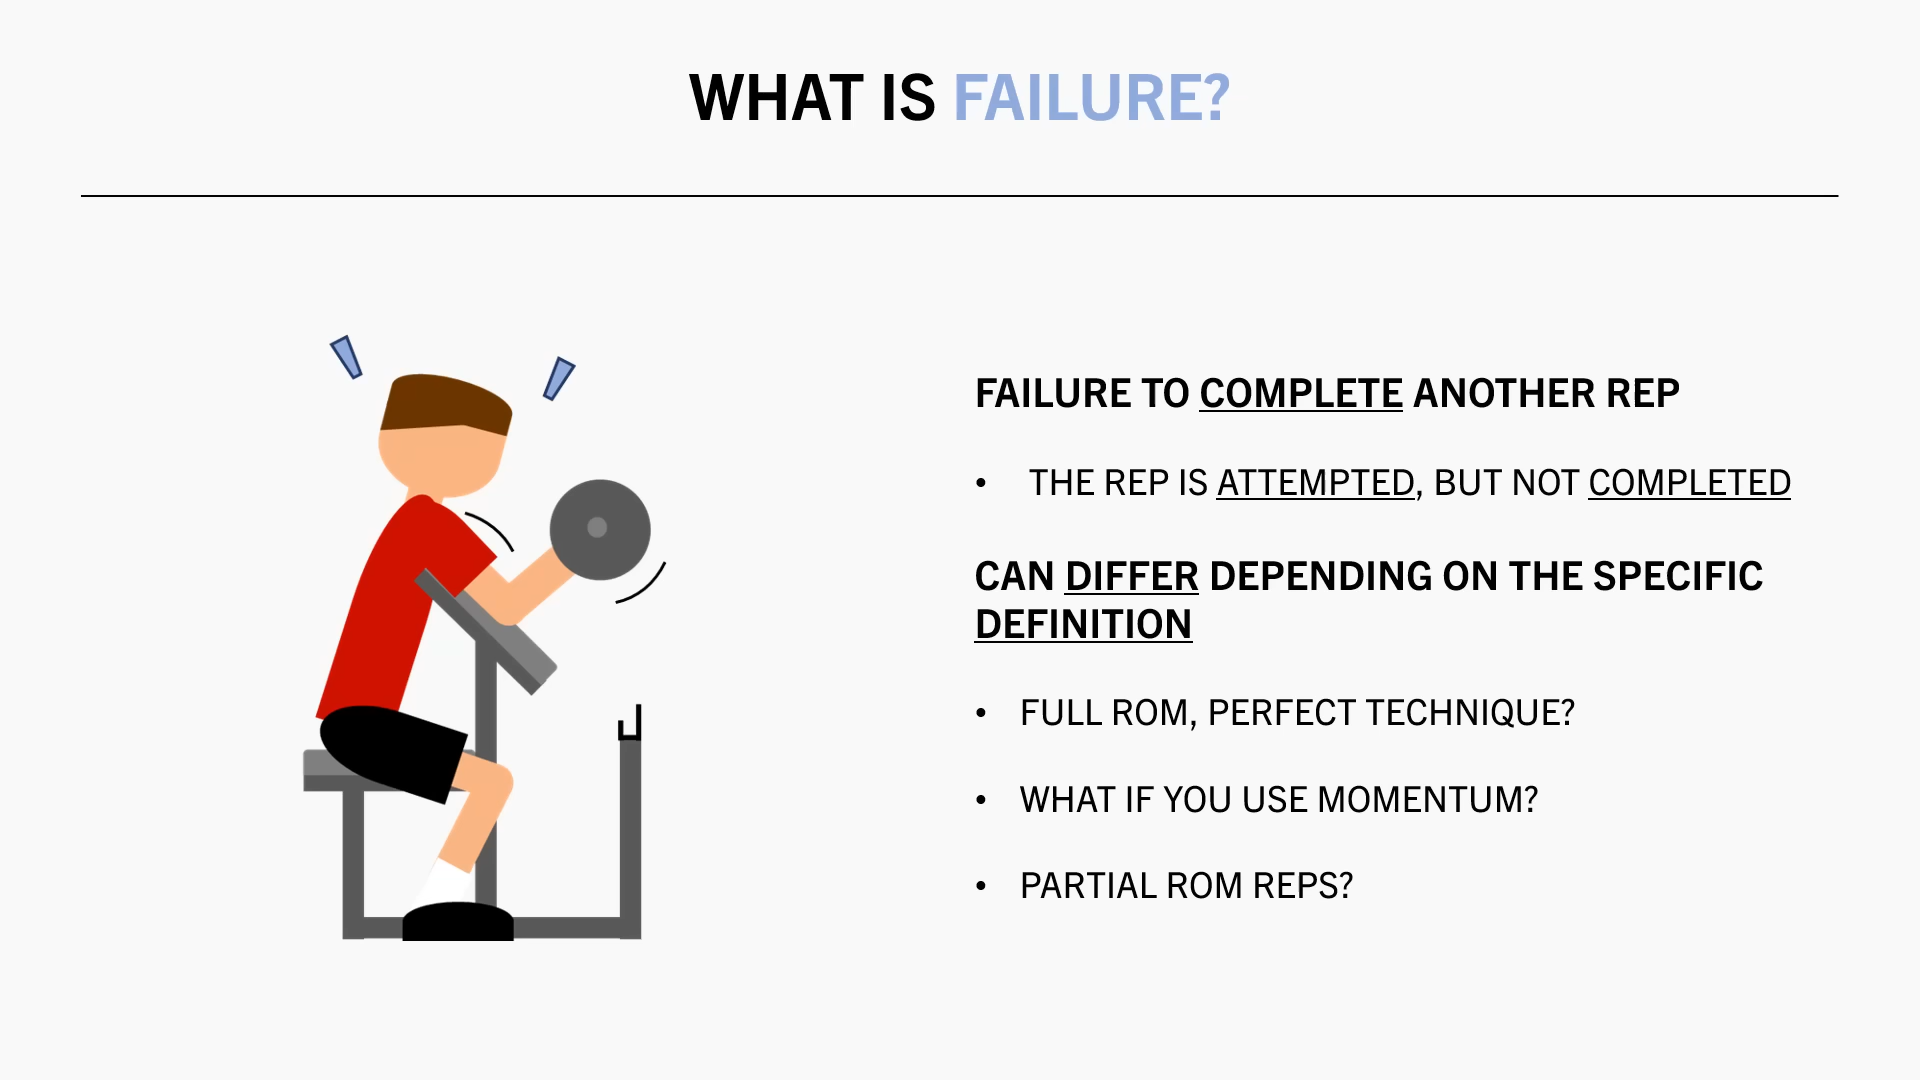 WHAT IS FAILURE?
FAILURE TO COMPLETE ANOTHER REP
• THE REP IS ATTEMPTED, BUT NOT COMPLETED
CAN DIFFER DEPENDING ON THE SPECIFIC
DEFINITION
• FULL ROM, PERFECT TECHNIQUE?
• WHAT IF YOU USE MOMENTUM?
• PARTIAL ROM REPS?